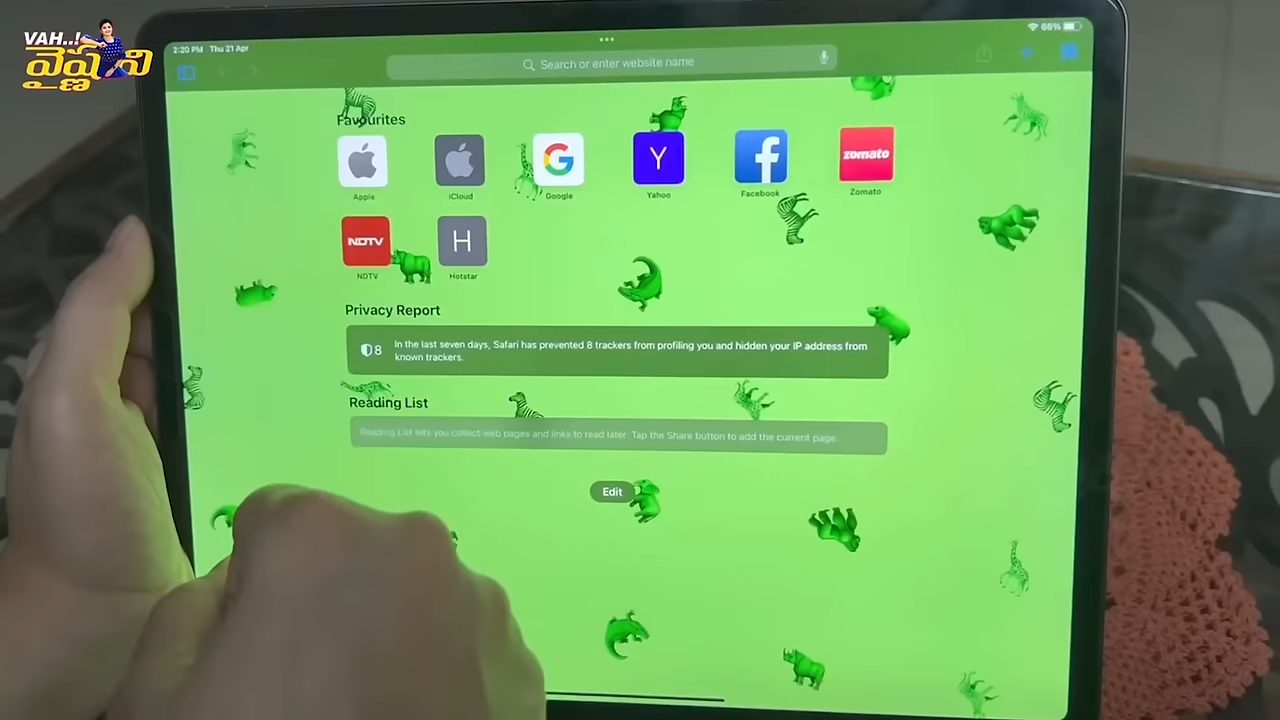 VAH..!
వైష్ణవి
2:20 PM Thu 21 Apr
66%
Search or enter website name
Favourites
Apple
iCloud
G
Google
Y
Yahoo
f
Facebook
zomato
Zomato
NDTV
NDTV
H
Hotstar
Privacy Report
8 In the last seven days, Safari has prevented 8 trackers from profiling you and hidden your IP address from
known trackers.
Reading List
Reading List lets you collect web pages and links to read later. Tap the Share button to add the current page.
Edit